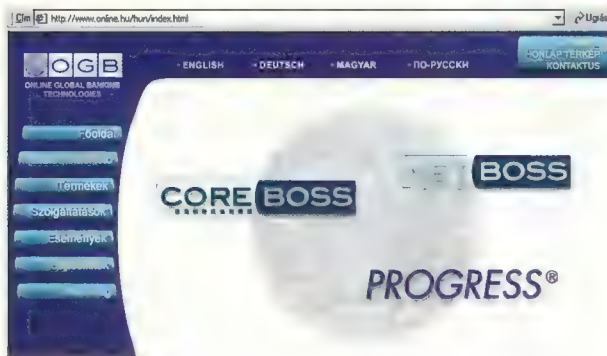 Cím http://www.online.hu/hun/index.html Ugrás
OGB
ONLINE GLOBAL BANKING
TECHNOLOGIES
ENGLISH DEUTSCH MAGYAR ПО-РУССКИ
HONLAP TÉRKÉP
KONTAKTUS
Főoldal
Termékek
Szolgáltatások
Események
CORE BOSS
BOSS
PROGRESS®